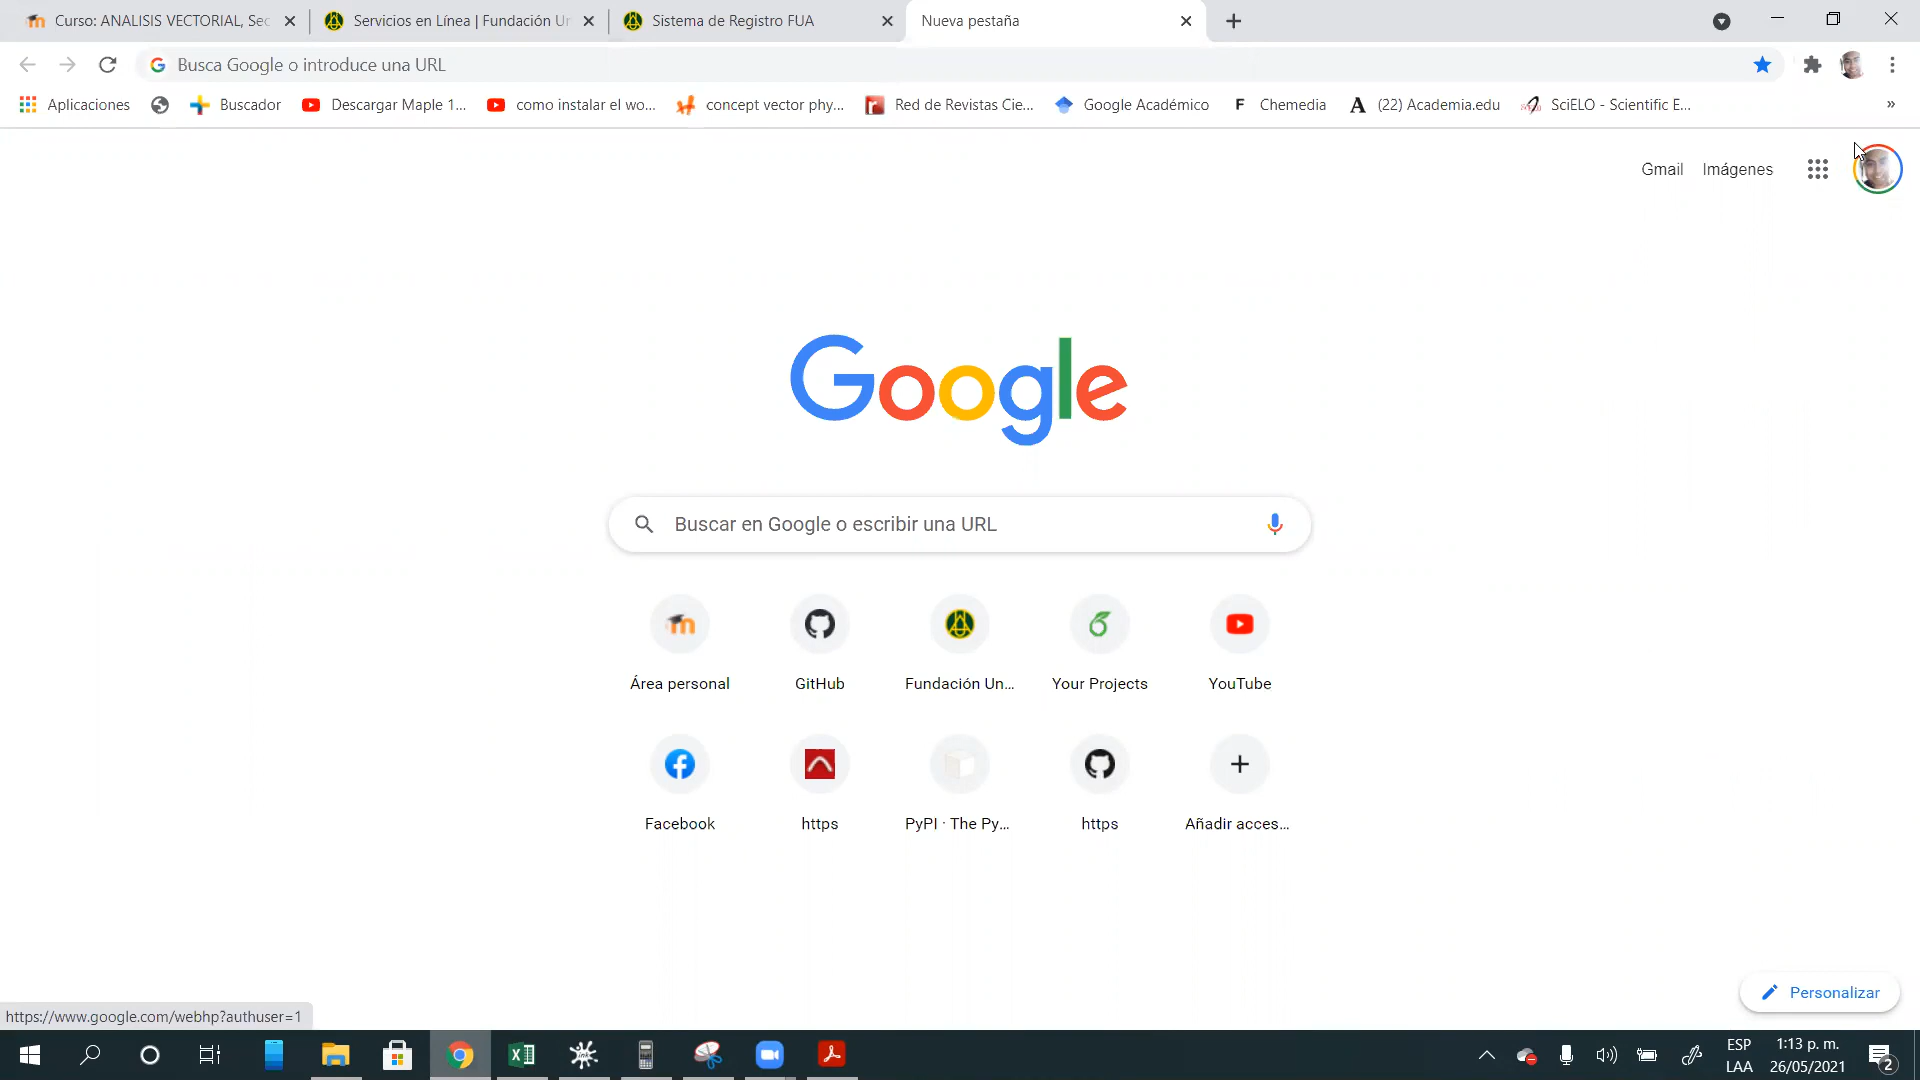 Curso: ANALISIS VECTORIAL, Sec
Servicios en Línea | Fundación Un
Sistema de Registro FUA
Nueva pestaña
Busca Google o introduce una URL
Aplicaciones
Buscador
Descargar Maple 1...
como instalar el wo...
concept vector phy...
Red de Revistas Cie...
Google Académico
F Chemedia
(22) Academia.edu
SciELO - Scientific E...
»
Gmail
Imágenes
Google
Buscar en Google o escribir una URL
Área personal
GitHub
Fundación Un...
Your Projects
YouTube
Facebook
https
PyPI · The Py...
https
Añadir acces...
Personalizar
https://www.google.com/webhp?authuser=1
ESP
LAA
1:13 p. m.
26/05/2021
2